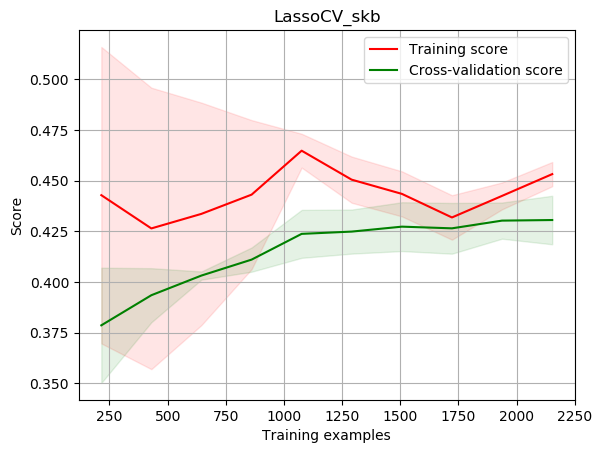 LassoCV_skb
Training score
Cross-validation score
0.500
0.475
0.450
0.425
0.400
0.375
0.350
Score
250 500 750 1000 1250 1500 1750 2000 2250
Training examples